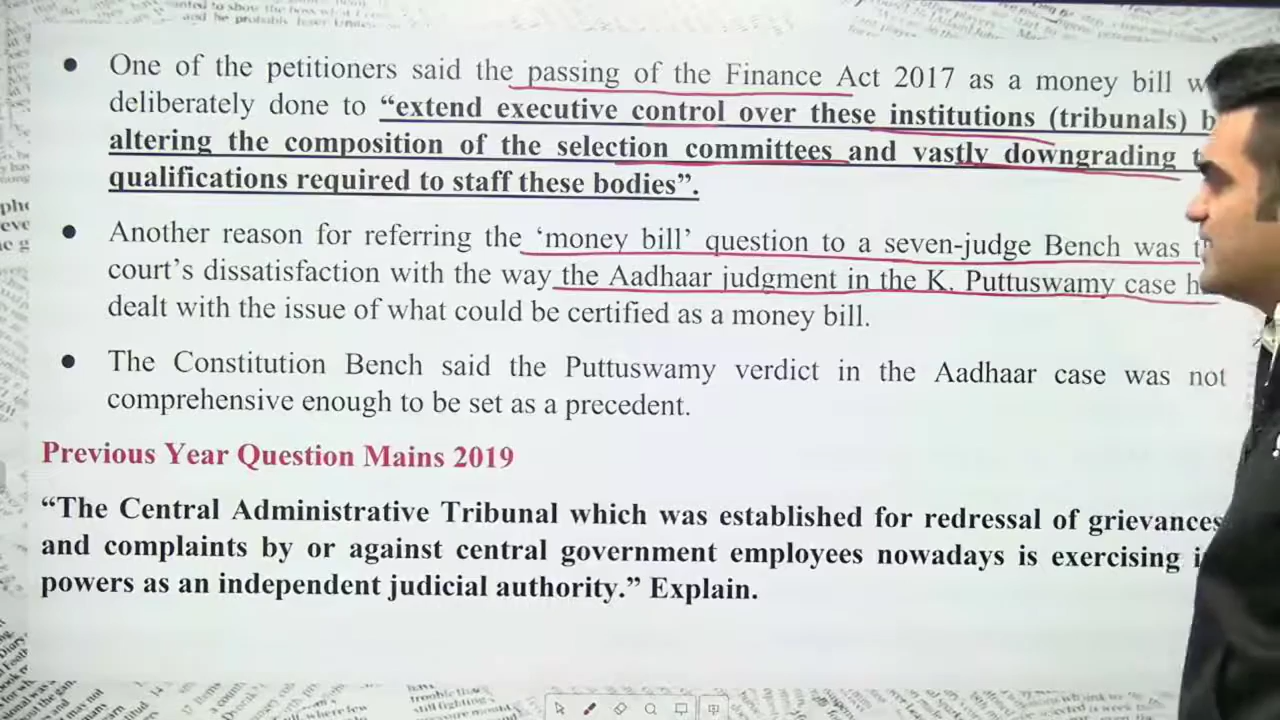 One of the petitioners said the passing of the Finance Act 2017 as a money bill
deliberately done to “extend executive control over these institutions (tribunals)
altering the composition of the selection committees and vastly downgrading
qualifications required to staff these bodies”.
Another reason for referring the ‘money bill’ question to a seven-judge Bench was
court’s dissatisfaction with the way the Aadhaar judgment in the K. Puttuswamy case
dealt with the issue of what could be certified as a money bill.
The Constitution Bench said the Puttuswamy verdict in the Aadhaar case was not
comprehensive enough to be set as a precedent.
Previous Year Question Mains 2019
“The Central Administrative Tribunal which was established for redressal of grievances
and complaints by or against central government employees nowadays is exercising
powers as an independent judicial authority.” Explain.